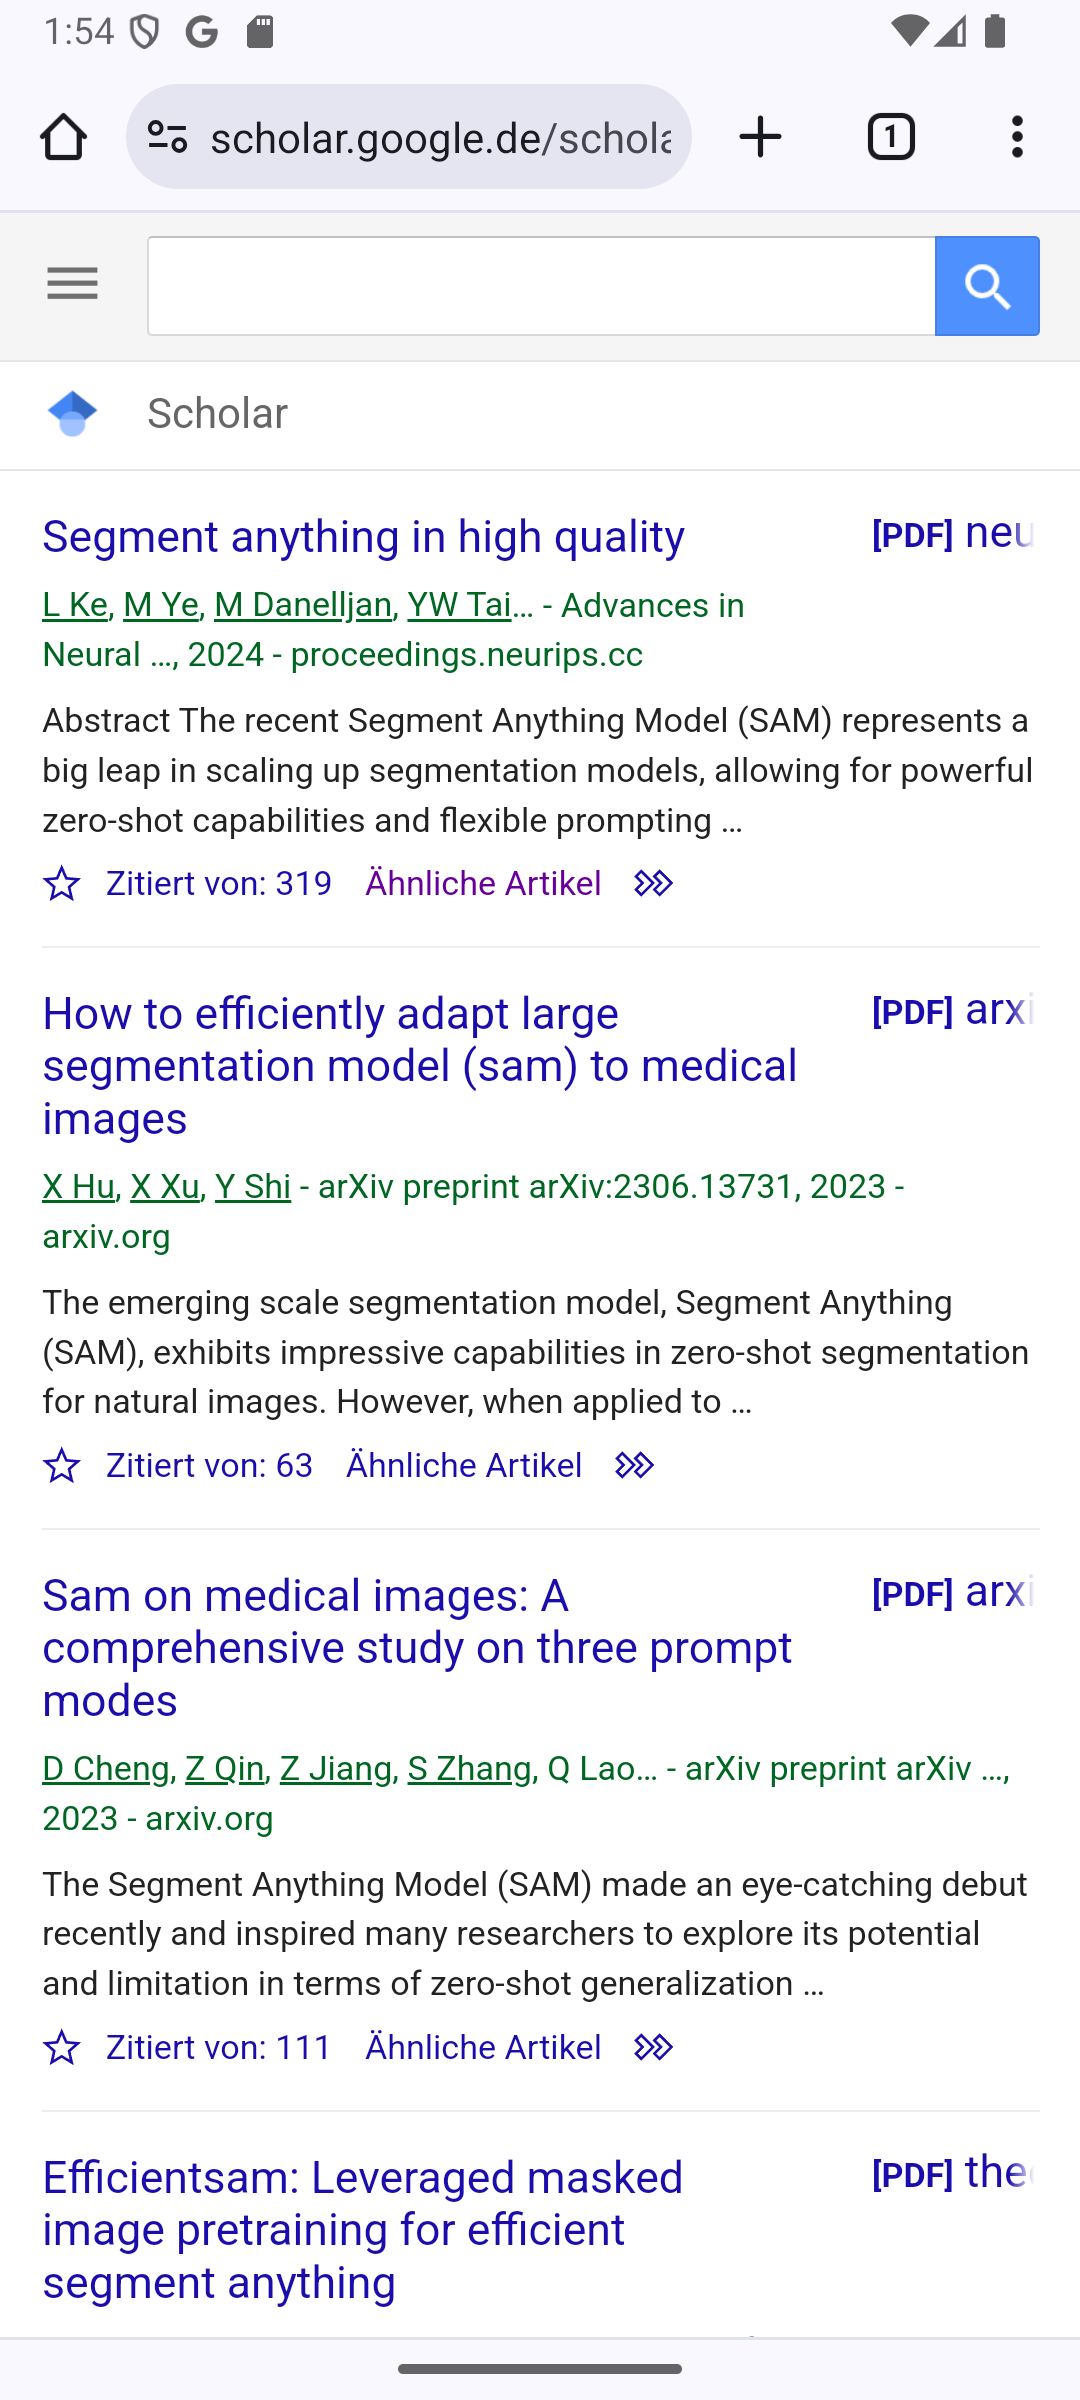 1:54
scholar.google.de/schola
1
Scholar
Segment anything in high quality
[PDF] neu
L Ke, M Ye, M Danelljan, YW Tai… - Advances in
Neural …, 2024 - proceedings.neurips.cc
Abstract The recent Segment Anything Model (SAM) represents a
big leap in scaling up segmentation models, allowing for powerful
zero-shot capabilities and flexible prompting …
Zitiert von: 319 Ähnliche Artikel
How to efficiently adapt large
[PDF] arxi
segmentation model (sam) to medical
images
X Hu, X Xu, Y Shi - arXiv preprint arXiv:2306.13731, 2023 -
arxiv.org
The emerging scale segmentation model, Segment Anything
(SAM), exhibits impressive capabilities in zero-shot segmentation
for natural images. However, when applied to …
Zitiert von: 63 Ähnliche Artikel
Sam on medical images: A
[PDF] arxi
comprehensive study on three prompt
modes
D Cheng, Z Qin, Z Jiang, S Zhang, Q Lao… - arXiv preprint arXiv …,
2023 - arxiv.org
The Segment Anything Model (SAM) made an eye-catching debut
recently and inspired many researchers to explore its potential
and limitation in terms of zero-shot generalization …
Zitiert von: 111 Ähnliche Artikel
Efficientsam: Leveraged masked
[PDF] the
image pretraining for efficient
segment anything